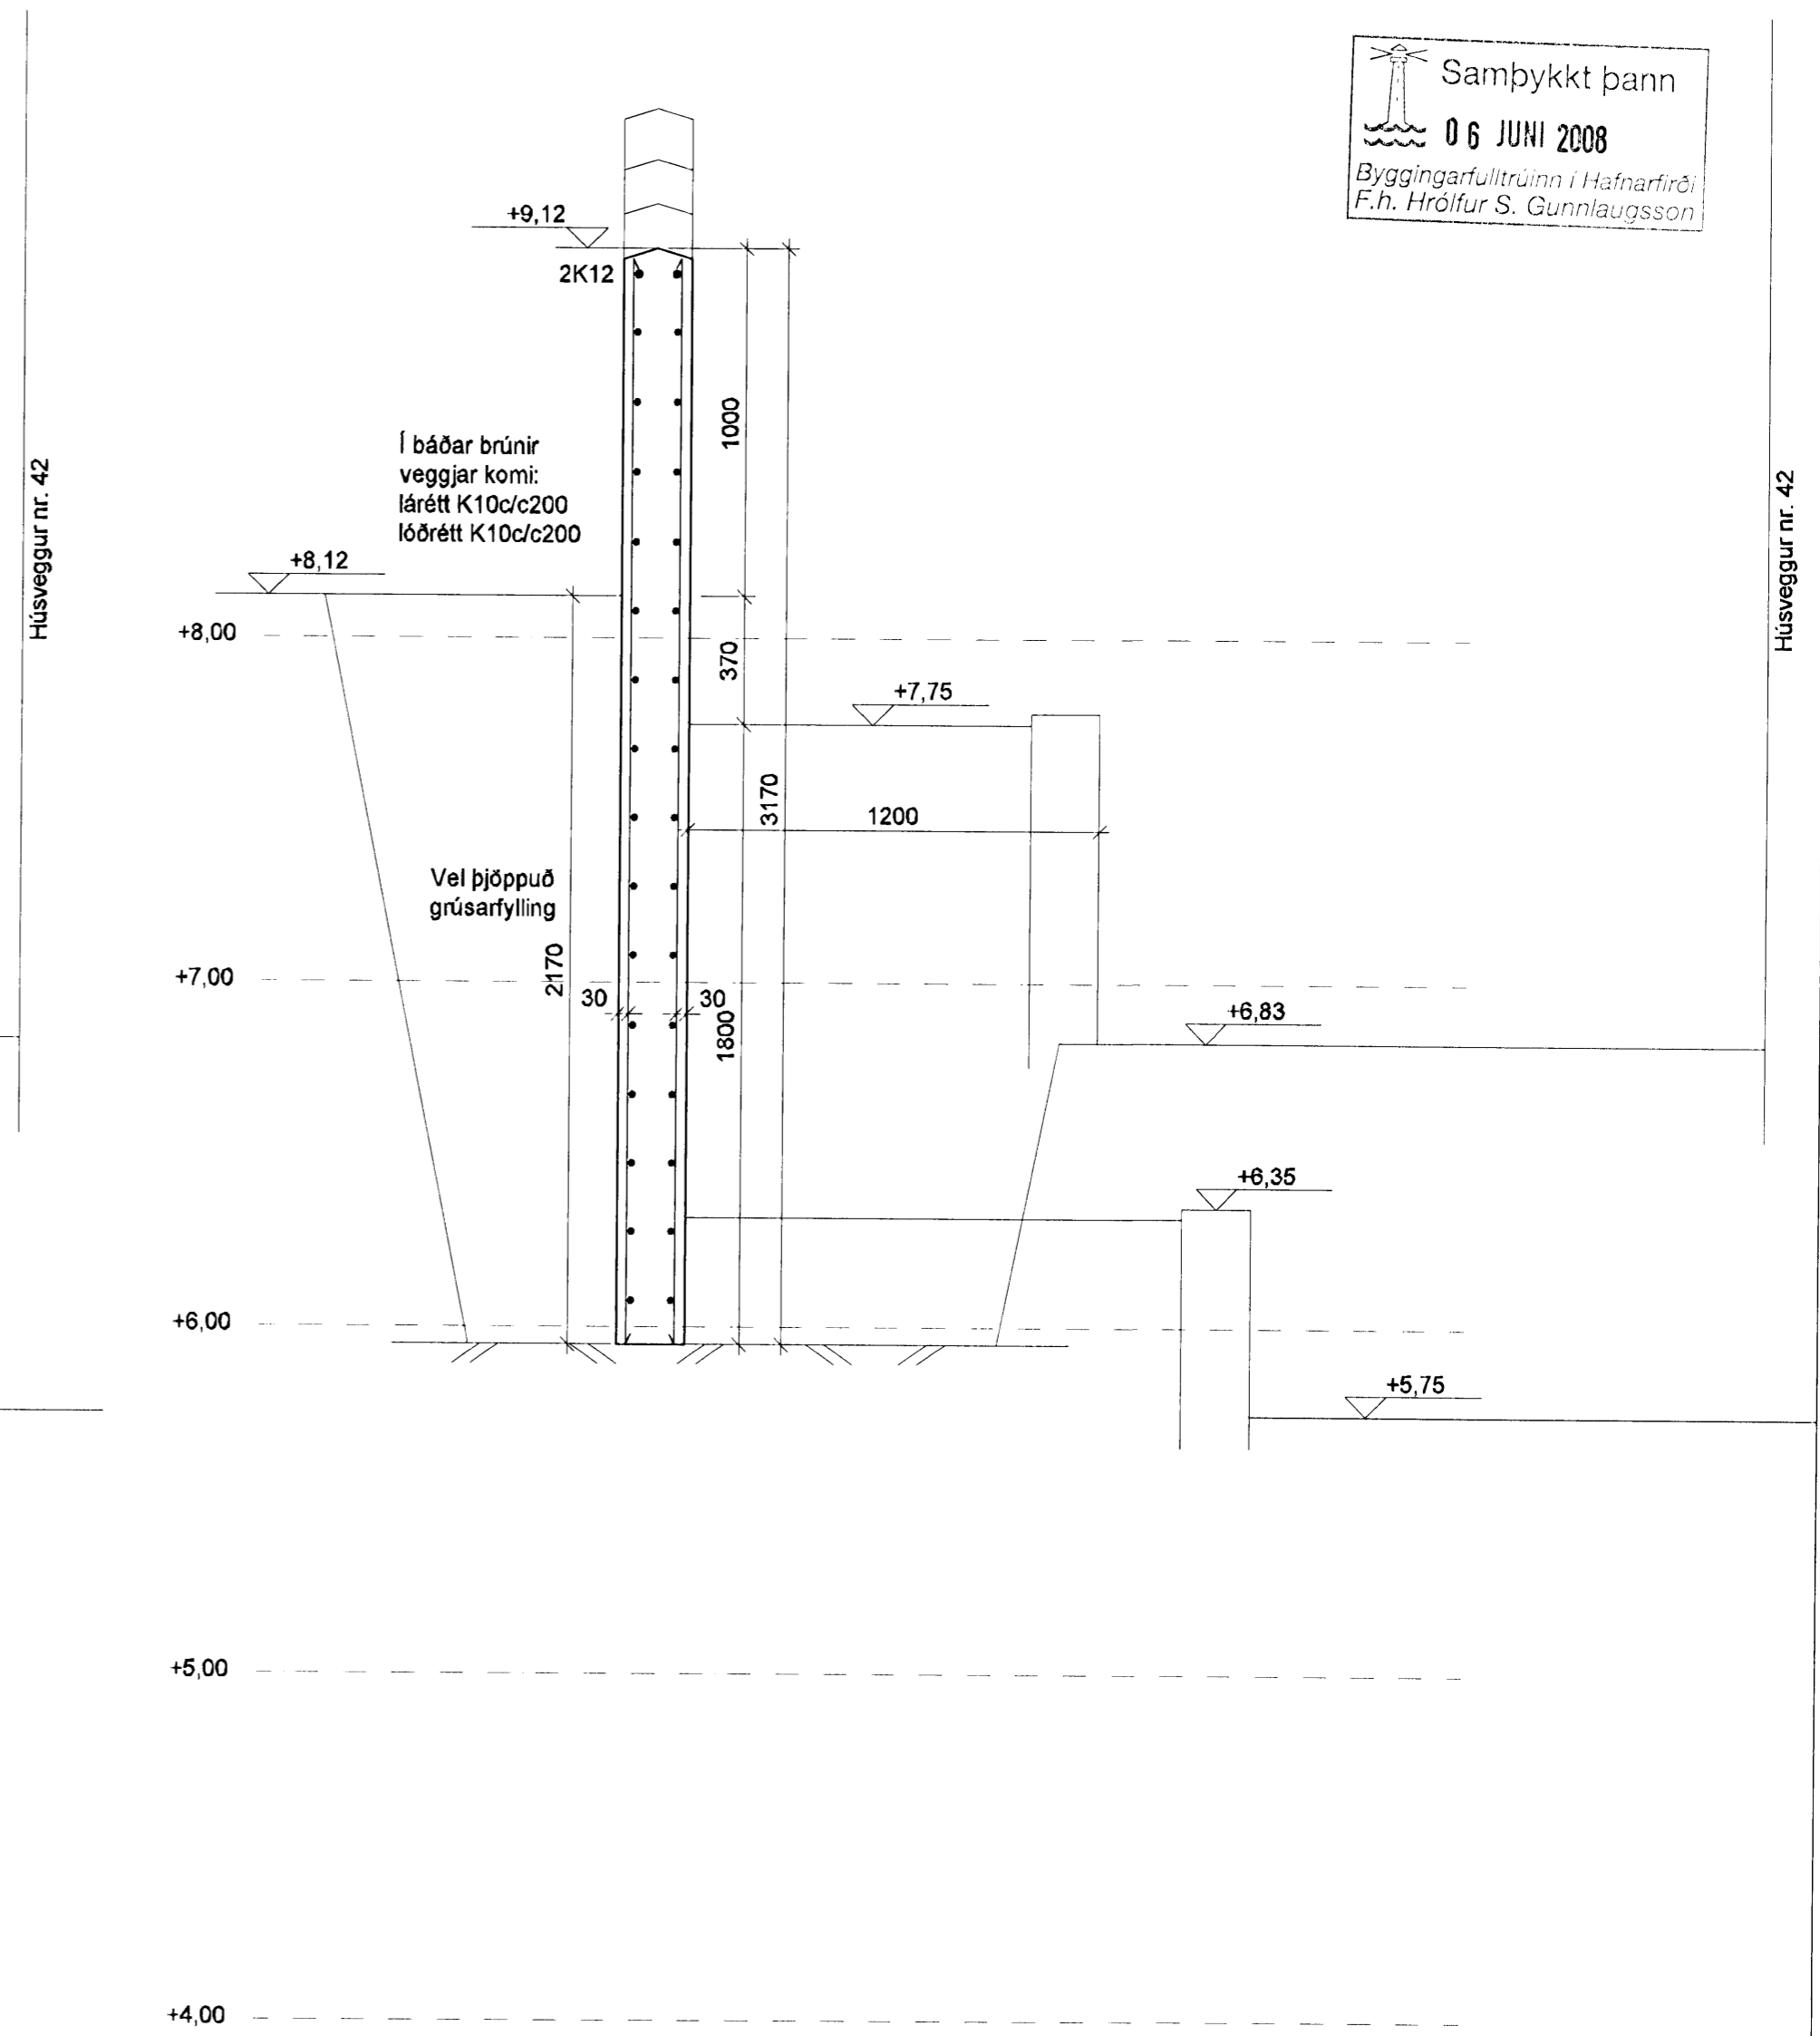 Samþykkt þann
06 JUNI 2008
Byggingarfulltrúinn í Hafnarfirði
F.h. Hrólfur S. Gunnlaugsson
+9,12
2K12
1000
Í báðar brúnir
veggjar komi:
lárétt K10c/c200
lóðrétt K10c/c200
Húsveggur nr. 42
Húsveggur nr. 42
+8,12
+8,00
370
+7,75
3170
1200
Vel þjöppuð
grúsarfylling
2170
+7,00
30
30
1800
+6,83
+6,35
+6,00
+5,75
+5,00
+4,00